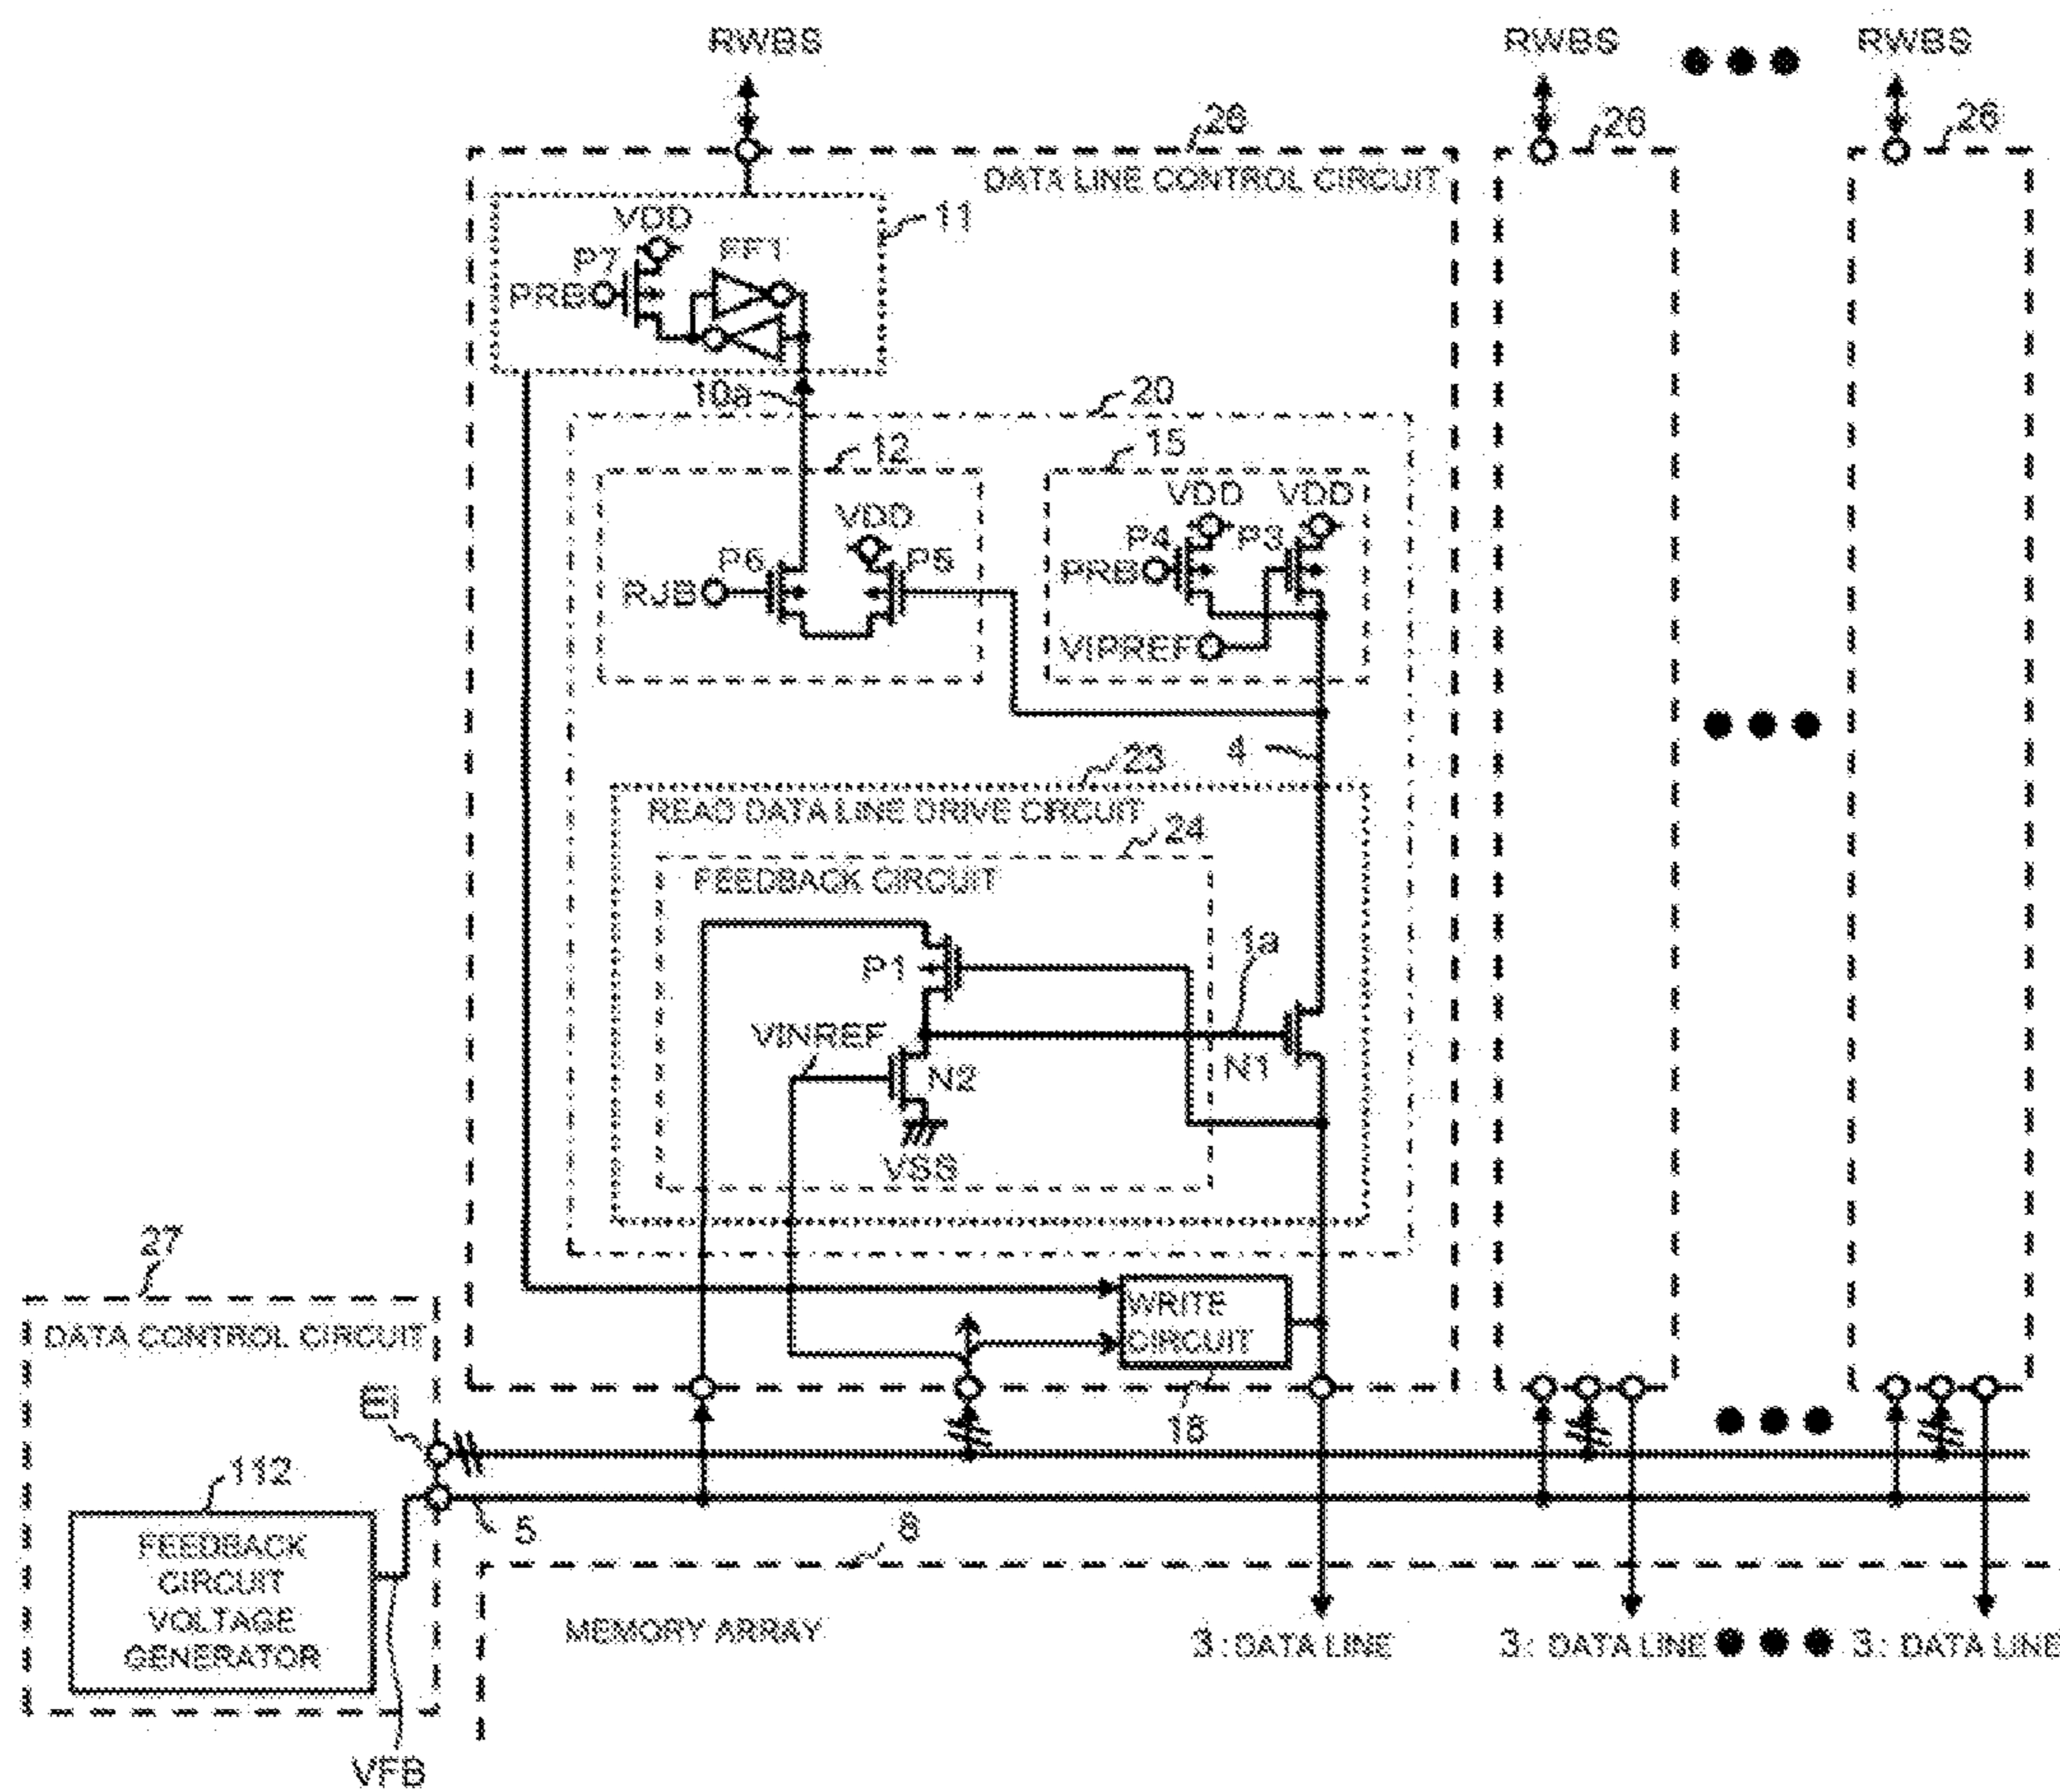 RWBS
RWBS
RWBS
26
26
26
DATA LINE CONTROL CIRCUIT
11
VDD
P7
FF1
PRB
10a
20
12
15
VDD
VDD
VDD
P6
P5
P4
P3
RJB
PRB
VIPREF
4
23
READ DATA LINE DRIVE CIRCUIT
24
FEEDBACK CIRCUIT
P1
1a
VINREF
N2
N1
VSS
27
DATA CONTROL CIRCUIT
WRITE
CIRCUIT
18
Ei
112
5
8
FEEDBACK
CIRCUIT
VOLTAGE
GENERATOR
MEMORY ARRAY
3 : DATA LINE
3 : DATA LINE
3 : DATA LINE
VFB